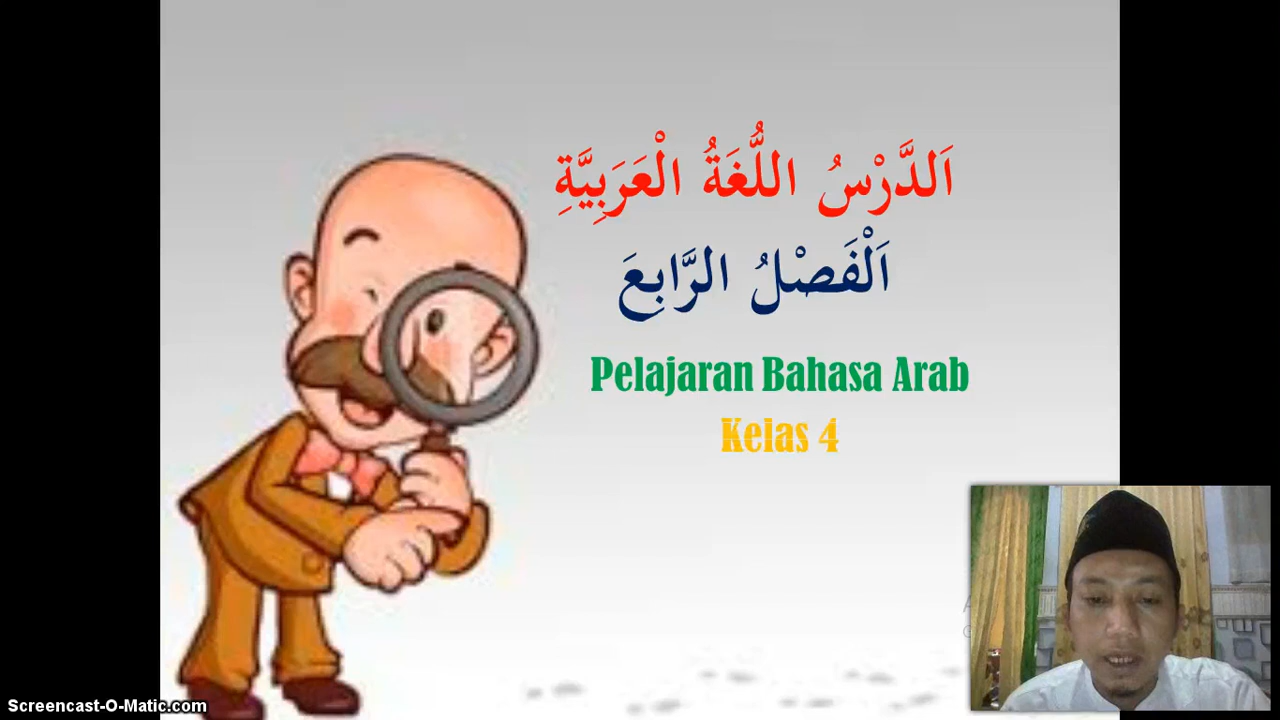 اَلدَّرْسُ اللُّغَةُ الْعَرَبِيَّةِ
اَلْفَصْلُ الرَّابِعَ
Pelajaran Bahasa Arab
Kelas 4
Screencast-O-Matic.com